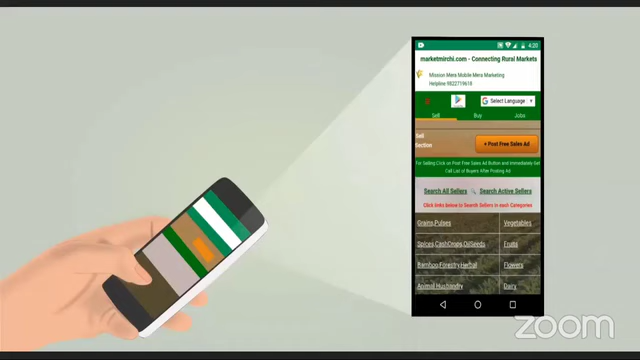 4:20
marketmirchi.com - Connecting Rural Markets
Mission Mera Mobile Mera Marketing
Helpline 9822719618
Select Language
Sell
Buy
Jobs
Sell
Section
+ Post Free Sales Ad
For Selling Click on Post Free Sales Ad Button and Immediately Get
Call List of Buyers After Posting Ad
Search All Sellers
Search Active Sellers
Click links below to Search Sellers in each Categories
Grains,Pulses
Vegetables
Spices,CashCrops,OilSeeds
Fruits
Bamboo,Forestry,Herbal
Flowers
Animal Husbandry
Dairy
zoom